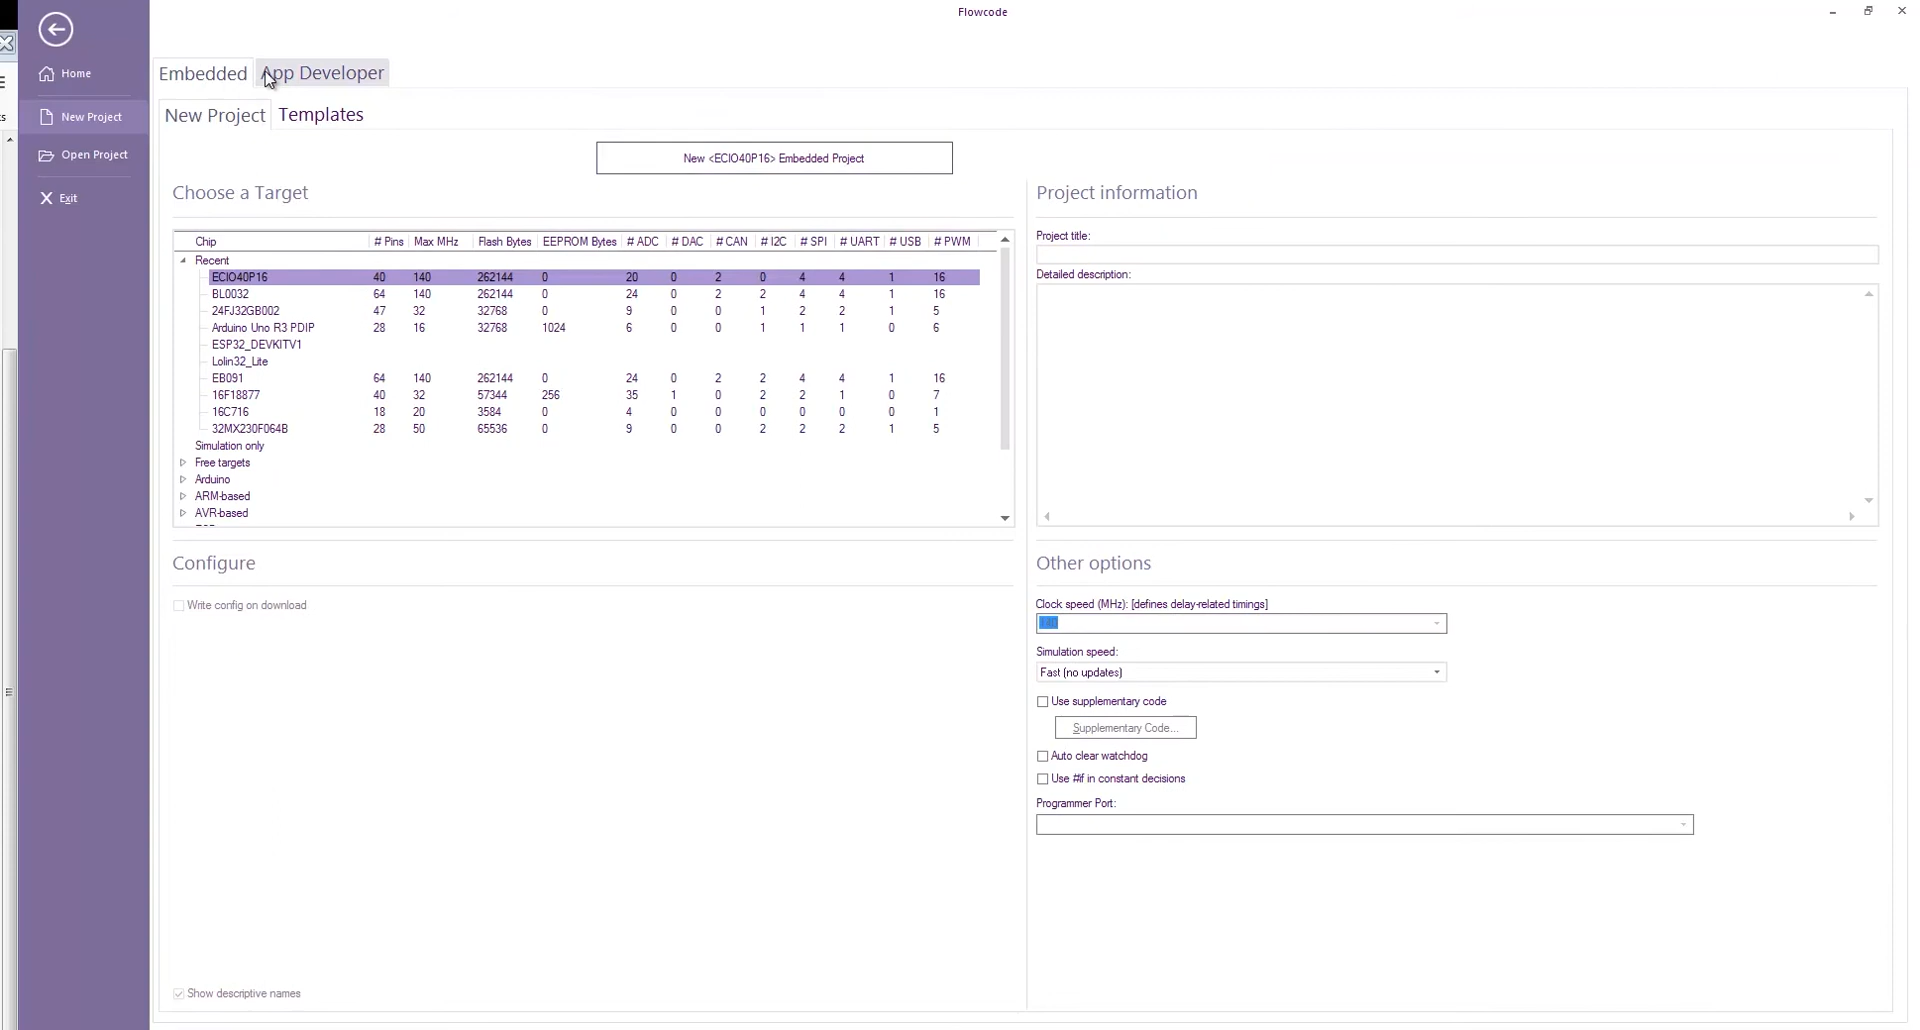 Flowcode
Home
New Project
Open Project
Exit
Embedded App Developer
New Project Templates
New <ECIO40P16> Embedded Project
Choose a Target
Chip # Pins Max MHz Flash Bytes EEPROM Bytes # ADC # DAC # CAN # I2C # SPI # UART # USB # PWM
Recent
ECIO40P16 40 140 262144 0 20 0 2 0 4 4 1 16
BL0032 64 140 262144 0 24 0 2 2 4 4 1 16
24FJ32GB002 47 32 32768 0 9 0 0 1 2 2 1 5
Arduino Uno R3 PDIP 28 16 32768 1024 6 0 0 1 1 1 0 6
ESP32_DEVKITV1
Lolin32_Lite
EB091 64 140 262144 0 24 0 2 2 4 4 1 16
16F18877 40 32 57344 256 35 1 0 2 2 1 0 7
16C716 18 20 3584 0 4 0 0 0 0 0 0 1
32MX230F064B 28 50 65536 0 9 0 0 2 2 2 1 5
Simulation only
Free targets
Arduino
ARM-based
AVR-based
Project information
Project title:
Detailed description:
Configure
Write config on download
Show descriptive names
Other options
Clock speed (MHz): [defines delay-related timings]
140
Simulation speed:
Fast (no updates)
Use supplementary code
Supplementary Code...
Auto clear watchdog
Use #if in constant decisions
Programmer Port: